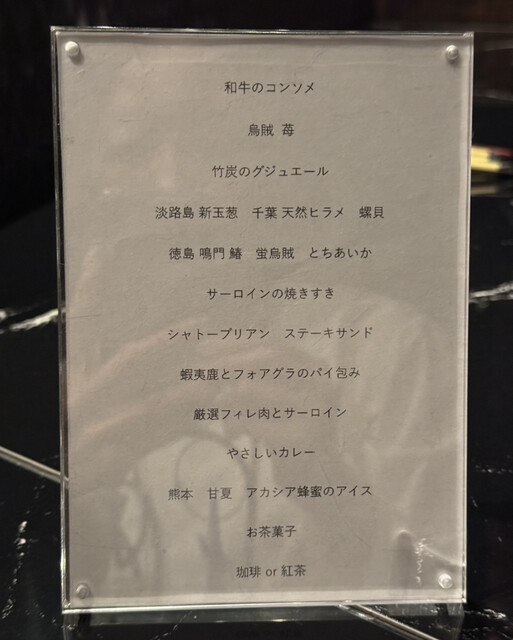 和牛のコンソメ
烏賊 苺
竹炭のグジュエール
淡路島 新玉葱　千葉 天然ヒラメ　螺貝
徳島 鳴門 鰆　蛍烏賊　とちあいか
サーロインの焼きすき
シャトーブリアン　ステーキサンド
蝦夷鹿とフォアグラのパイ包み
厳選フィレ肉とサーロイン
やさしいカレー
熊本　甘夏　アカシア蜂蜜のアイス
お茶菓子
珈琲 or 紅茶